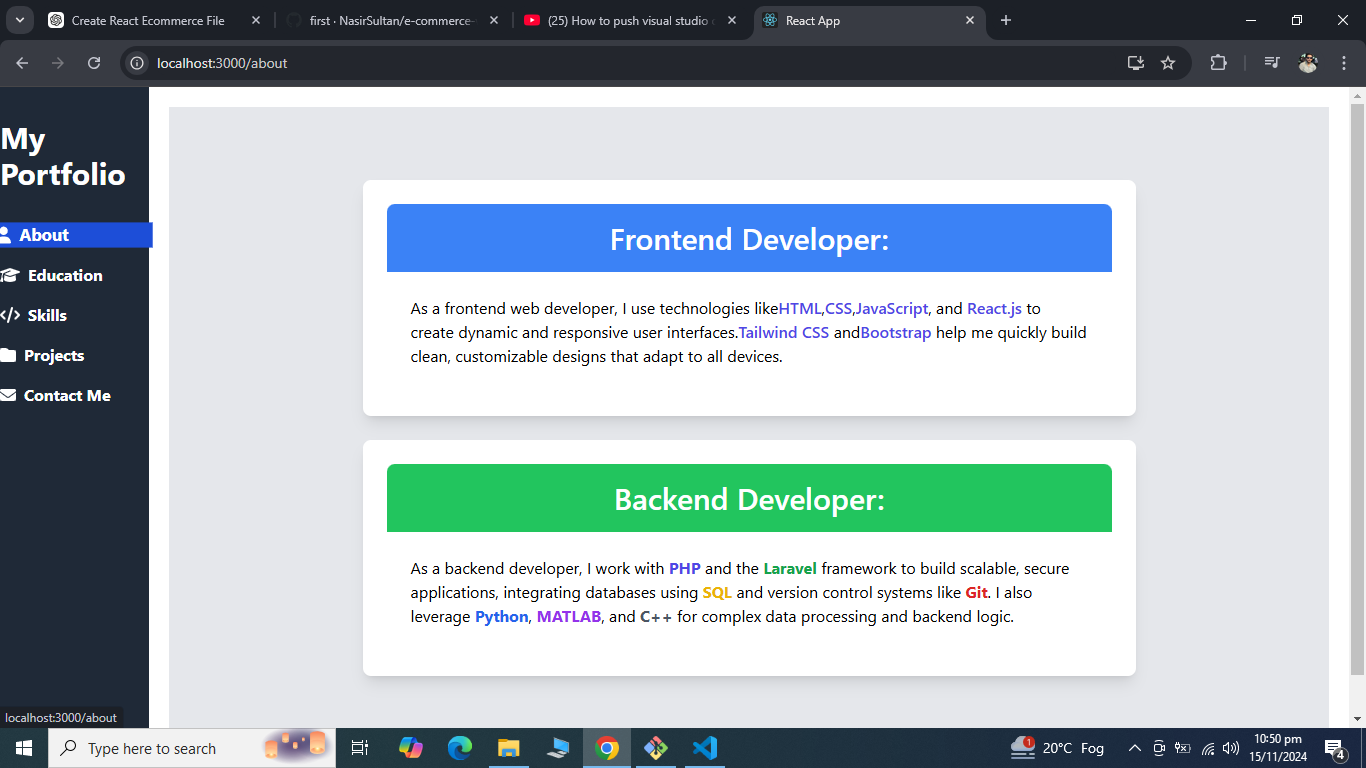 Create React Ecommerce File
first · NasirSultan/e-commerce-
(25) How to push visual studio c
React App
localhost:3000/about
My
Portfolio
About
Education
Skills
Projects
Contact Me
Frontend Developer:
As a frontend web developer, I use technologies likeHTML,CSS,JavaScript, and React.js to
create dynamic and responsive user interfaces.Tailwind CSS andBootstrap help me quickly build
clean, customizable designs that adapt to all devices.
Backend Developer:
As a backend developer, I work with PHP and the Laravel framework to build scalable, secure
applications, integrating databases using SQL and version control systems like Git. I also
leverage Python, MATLAB, and C++ for complex data processing and backend logic.
localhost:3000/about
Type here to search
1
20°C Fog
10:50 pm
15/11/2024
4